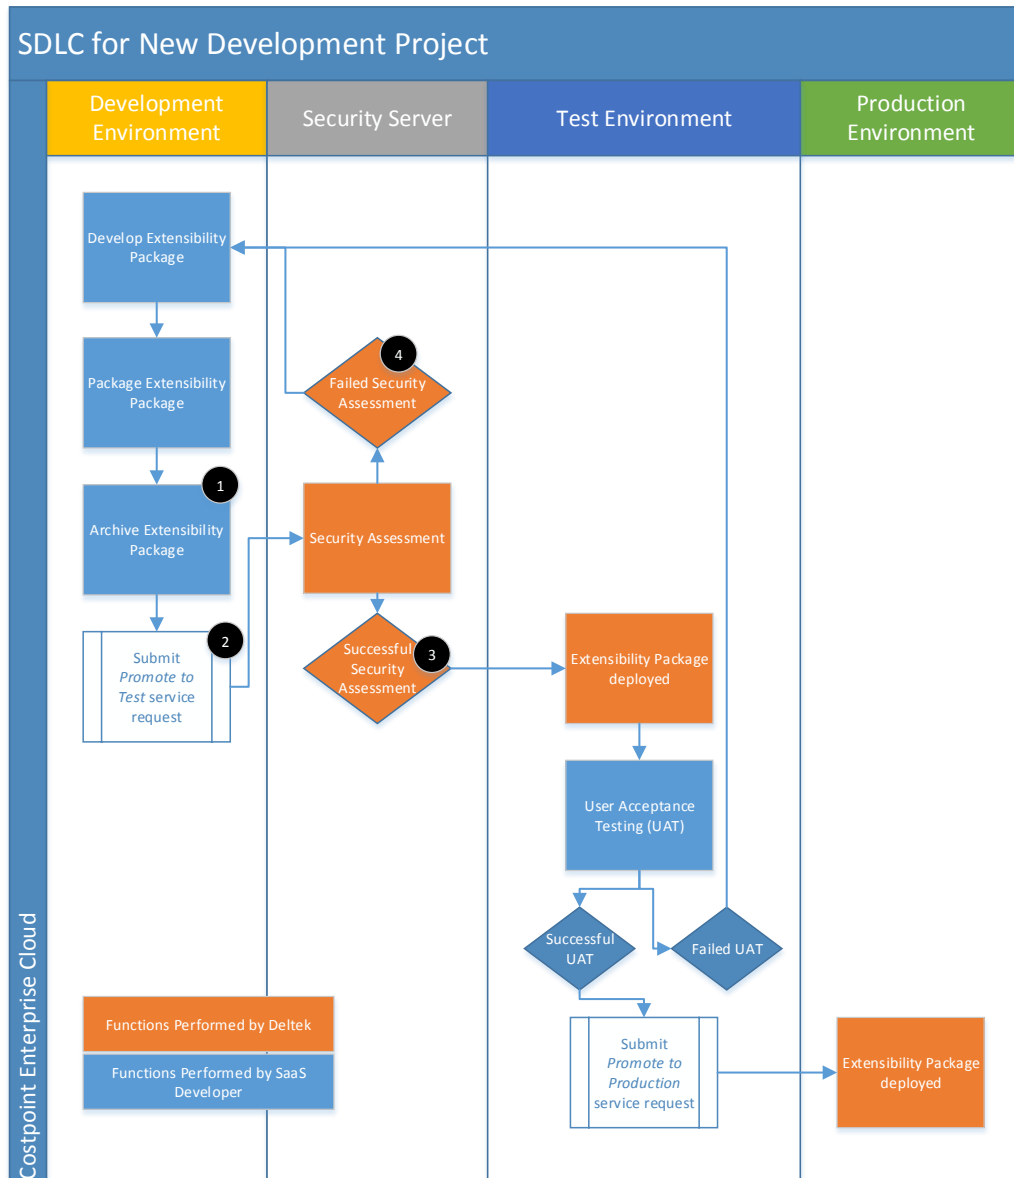 SDLC for New Development Project
Development
Environment
Security Server
Test Environment
Production
Environment
Develop Extensibility
Package
Package Extensibility
Package
4
Failed Security
Assessment
1
Archive Extensibility
Package
Security Assessment
2
Submit
Promote to
Test service
request
3
Successful
Security
Assessment
Extensibility Package
deployed
User Acceptance
Testing (UAT)
Successful
UAT
Failed UAT
Submit
Promote to
Production
service request
Extensibility Package
deployed
Functions Performed by Deltek
Functions Performed by SaaS
Developer
Costpoint Enterprise Cloud